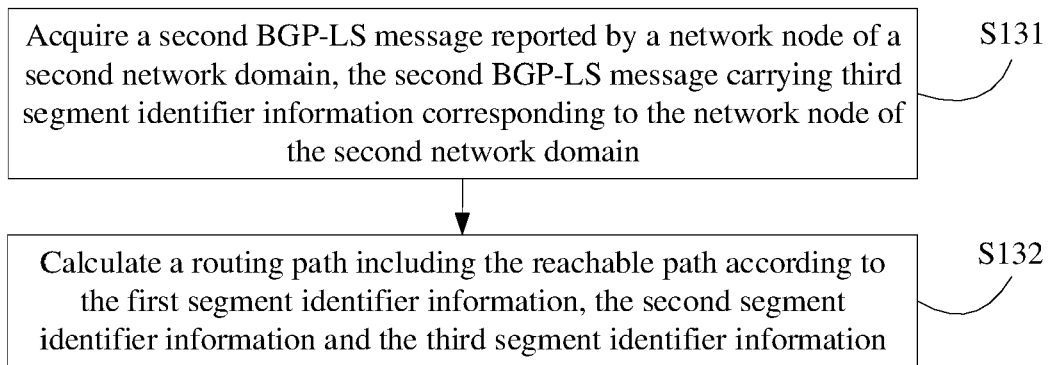 Acquire a second BGP-LS message reported by a network node of a
second network domain, the second BGP-LS message carrying third
segment identifier information corresponding to the network node of
the second network domain
S131
Calculate a routing path including the reachable path according to
the first segment identifier information, the second segment
identifier information and the third segment identifier information
S132